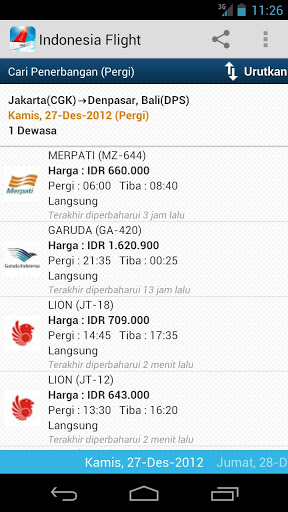 11:26
Indonesia Flight
Cari Penerbangan (Pergi) Urutkan
Jakarta(CGK)→Denpasar, Bali(DPS)
Kamis, 27-Des-2012 (Pergi)
1 Dewasa
MERPATI (MZ-644)
Merpati
Harga : IDR 660.000
Pergi : 06:00 Tiba : 08:40
Langsung
Terakhir diperbaharui 3 jam lalu
GARUDA (GA-420)
Garuda Indonesia
Harga : IDR 1.620.900
Pergi : 21:35 Tiba : 00:25
Langsung
Terakhir diperbaharui 13 jam lalu
LION (JT-18)
Harga : IDR 709.000
Pergi : 14:45 Tiba : 17:35
Langsung
Terakhir diperbaharui 2 menit lalu
LION (JT-12)
Harga : IDR 643.000
Pergi : 13:30 Tiba : 16:20
Langsung
Terakhir diperbaharui 2 menit lalu
Kamis, 27-Des-2012 Jumat, 28-D